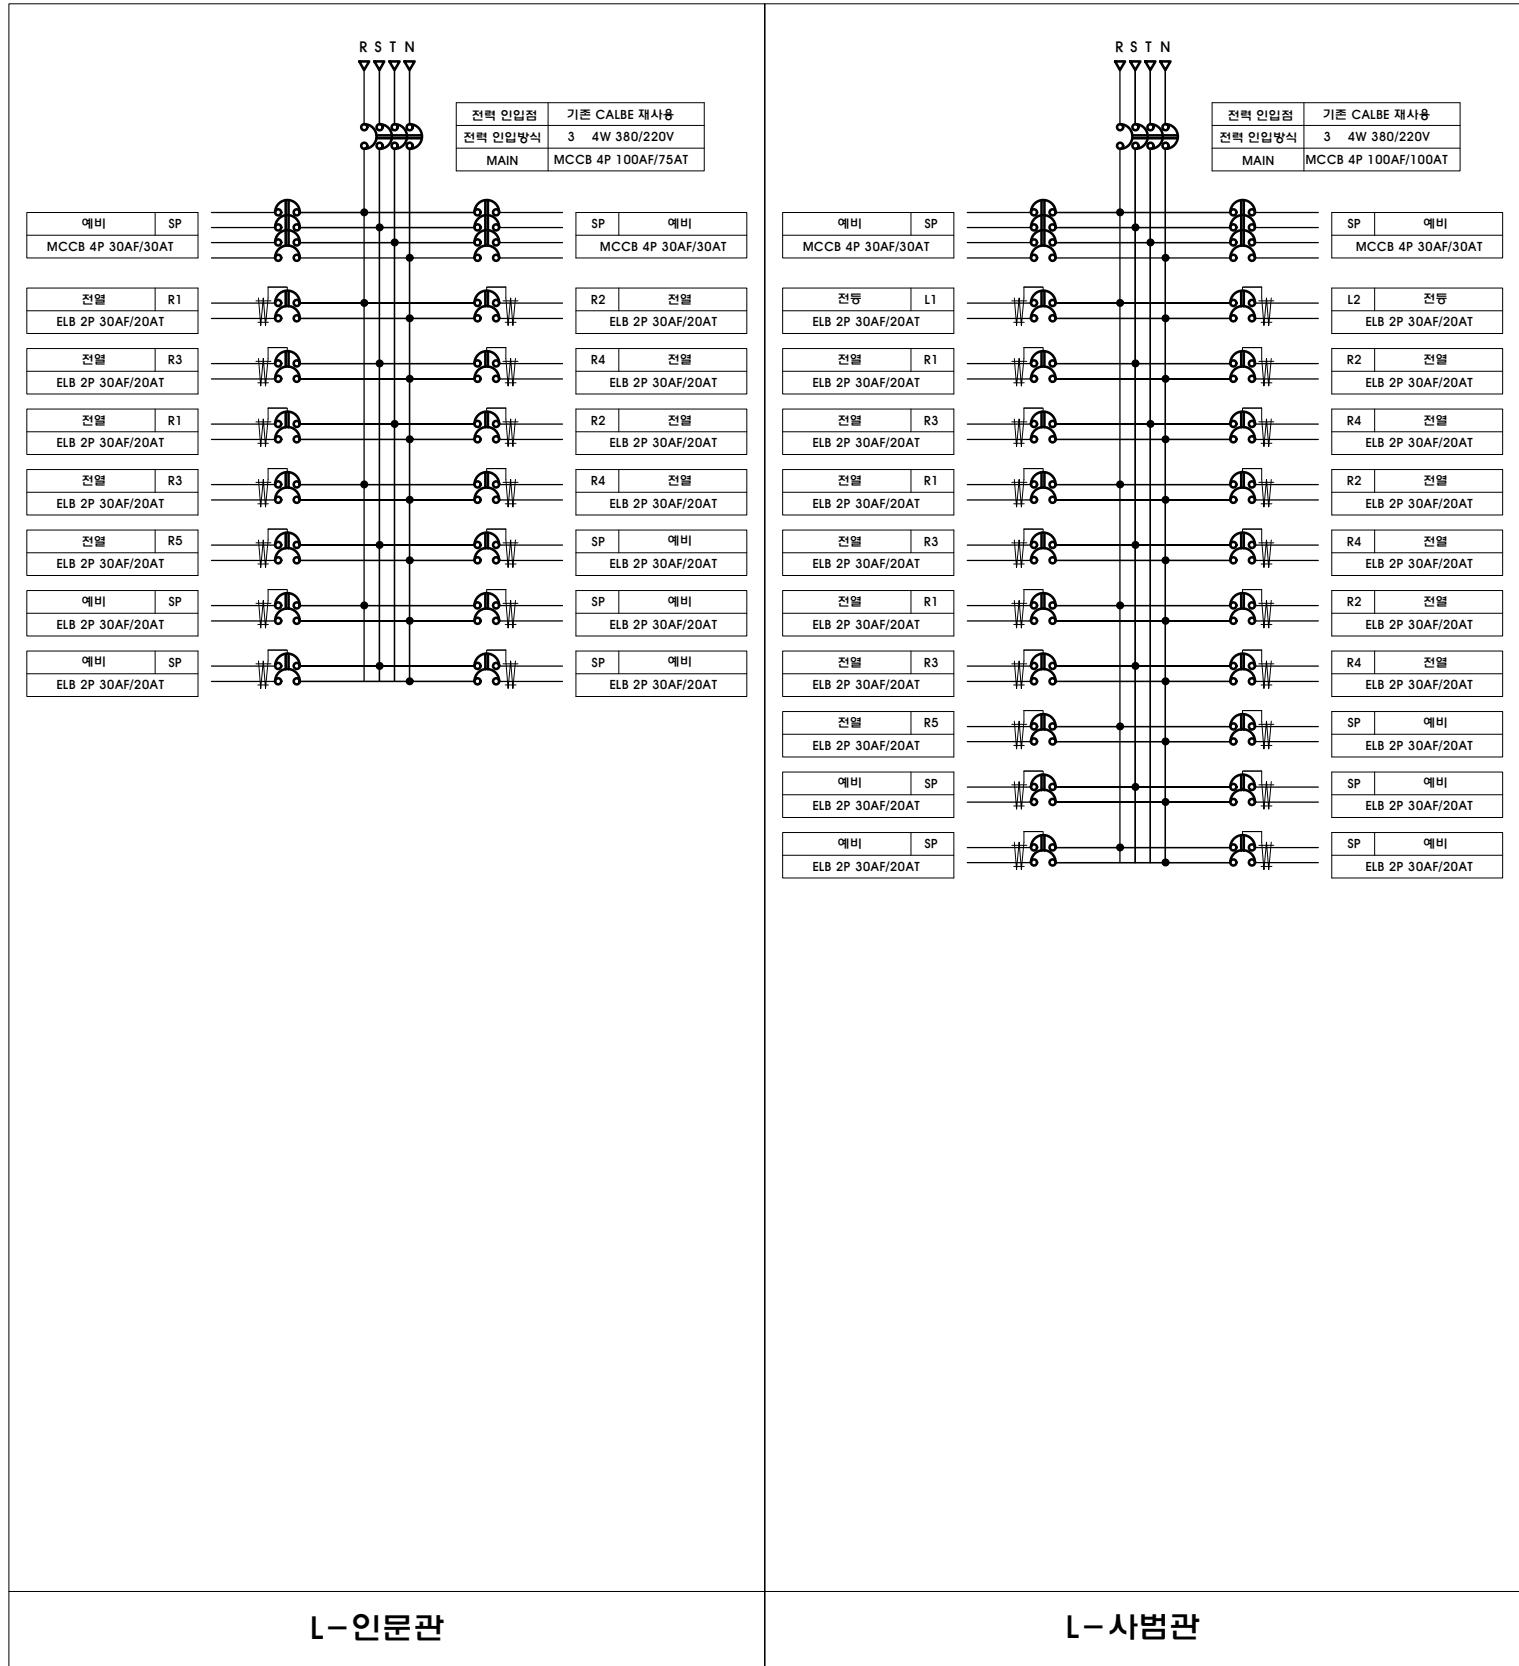 R S T N
전력 인입점 기존 CALBE 재사용
전력 인입방식 3 4W 380/220V
MAIN MCCB 4P 100AF/75AT
예비 SP
MCCB 4P 30AF/30AT
SP 예비
MCCB 4P 30AF/30AT
전열 R1
ELB 2P 30AF/20AT
R2 전열
ELB 2P 30AF/20AT
전열 R3
ELB 2P 30AF/20AT
R4 전열
ELB 2P 30AF/20AT
전열 R1
ELB 2P 30AF/20AT
R2 전열
ELB 2P 30AF/20AT
전열 R3
ELB 2P 30AF/20AT
R4 전열
ELB 2P 30AF/20AT
전열 R5
ELB 2P 30AF/20AT
SP 예비
ELB 2P 30AF/20AT
예비 SP
ELB 2P 30AF/20AT
SP 예비
ELB 2P 30AF/20AT
예비 SP
ELB 2P 30AF/20AT
SP 예비
ELB 2P 30AF/20AT
L-인문관
R S T N
전력 인입점 기존 CALBE 재사용
전력 인입방식 3 4W 380/220V
MAIN MCCB 4P 100AF/100AT
예비 SP
MCCB 4P 30AF/30AT
SP 예비
MCCB 4P 30AF/30AT
전등 L1
ELB 2P 30AF/20AT
L2 전등
ELB 2P 30AF/20AT
전열 R1
ELB 2P 30AF/20AT
R2 전열
ELB 2P 30AF/20AT
전열 R3
ELB 2P 30AF/20AT
R4 전열
ELB 2P 30AF/20AT
전열 R1
ELB 2P 30AF/20AT
R2 전열
ELB 2P 30AF/20AT
전열 R3
ELB 2P 30AF/20AT
R4 전열
ELB 2P 30AF/20AT
전열 R1
ELB 2P 30AF/20AT
R2 전열
ELB 2P 30AF/20AT
전열 R3
ELB 2P 30AF/20AT
R4 전열
ELB 2P 30AF/20AT
전열 R5
ELB 2P 30AF/20AT
SP 예비
ELB 2P 30AF/20AT
예비 SP
ELB 2P 30AF/20AT
SP 예비
ELB 2P 30AF/20AT
예비 SP
ELB 2P 30AF/20AT
SP 예비
ELB 2P 30AF/20AT
L-사범관